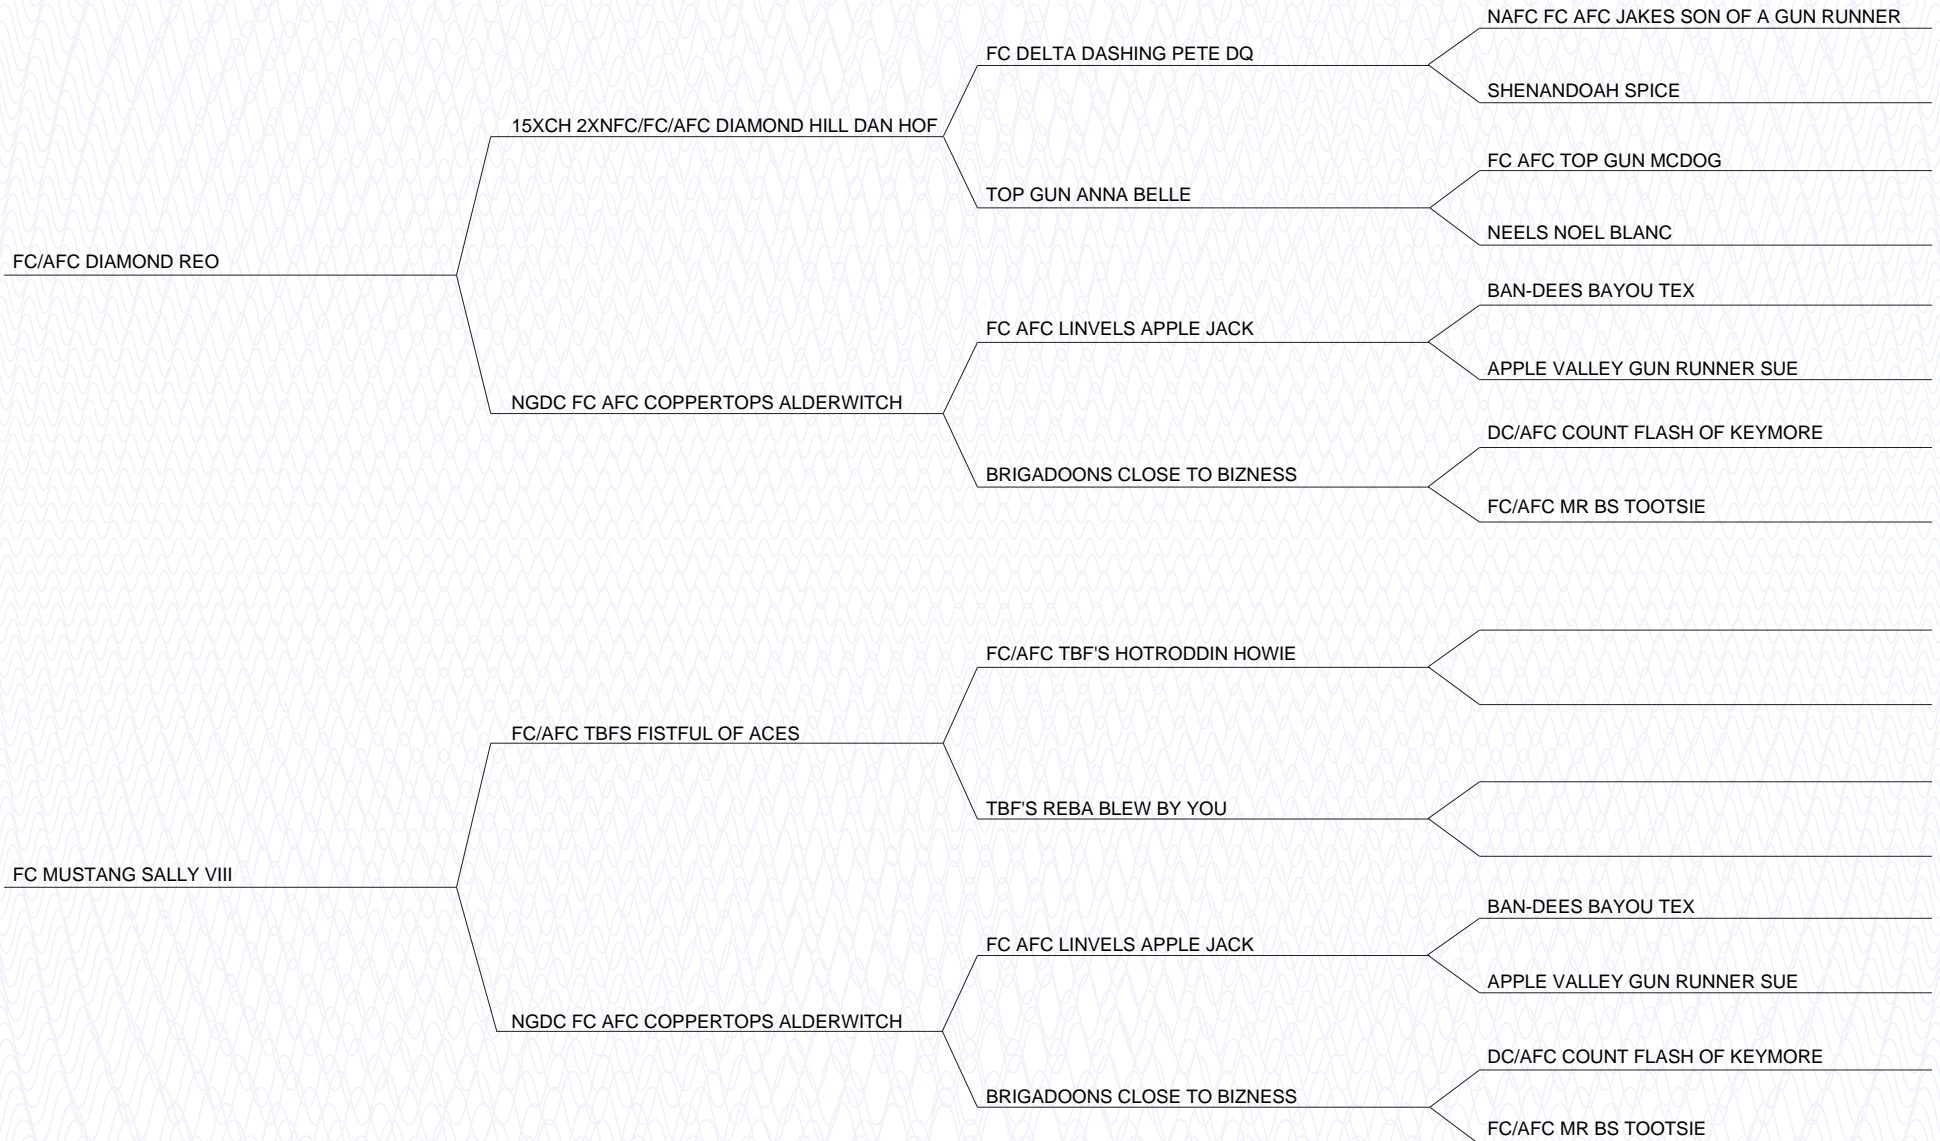 NAFC FC AFC JAKES SON OF A GUN RUNNER
FC DELTA DASHING PETE DQ
SHENANDOAH SPICE
15XCH 2XNFC/FC/AFC DIAMOND HILL DAN HOF
FC AFC TOP GUN MCDOG
TOP GUN ANNA BELLE
NEELS NOEL BLANC
FC/AFC DIAMOND REO
BAN-DEES BAYOU TEX
FC AFC LINVELS APPLE JACK
APPLE VALLEY GUN RUNNER SUE
NGDC FC AFC COPPERTOPS ALDERWITCH
DC/AFC COUNT FLASH OF KEYMORE
BRIGADOONS CLOSE TO BIZNESS
FC/AFC MR BS TOOTSIE
FC/AFC TBF'S HOTRODDIN HOWIE
FC/AFC TBFS FISTFUL OF ACES
TBF'S REBA BLEW BY YOU
FC MUSTANG SALLY VIII
BAN-DEES BAYOU TEX
FC AFC LINVELS APPLE JACK
APPLE VALLEY GUN RUNNER SUE
NGDC FC AFC COPPERTOPS ALDERWITCH
DC/AFC COUNT FLASH OF KEYMORE
BRIGADOONS CLOSE TO BIZNESS
FC/AFC MR BS TOOTSIE